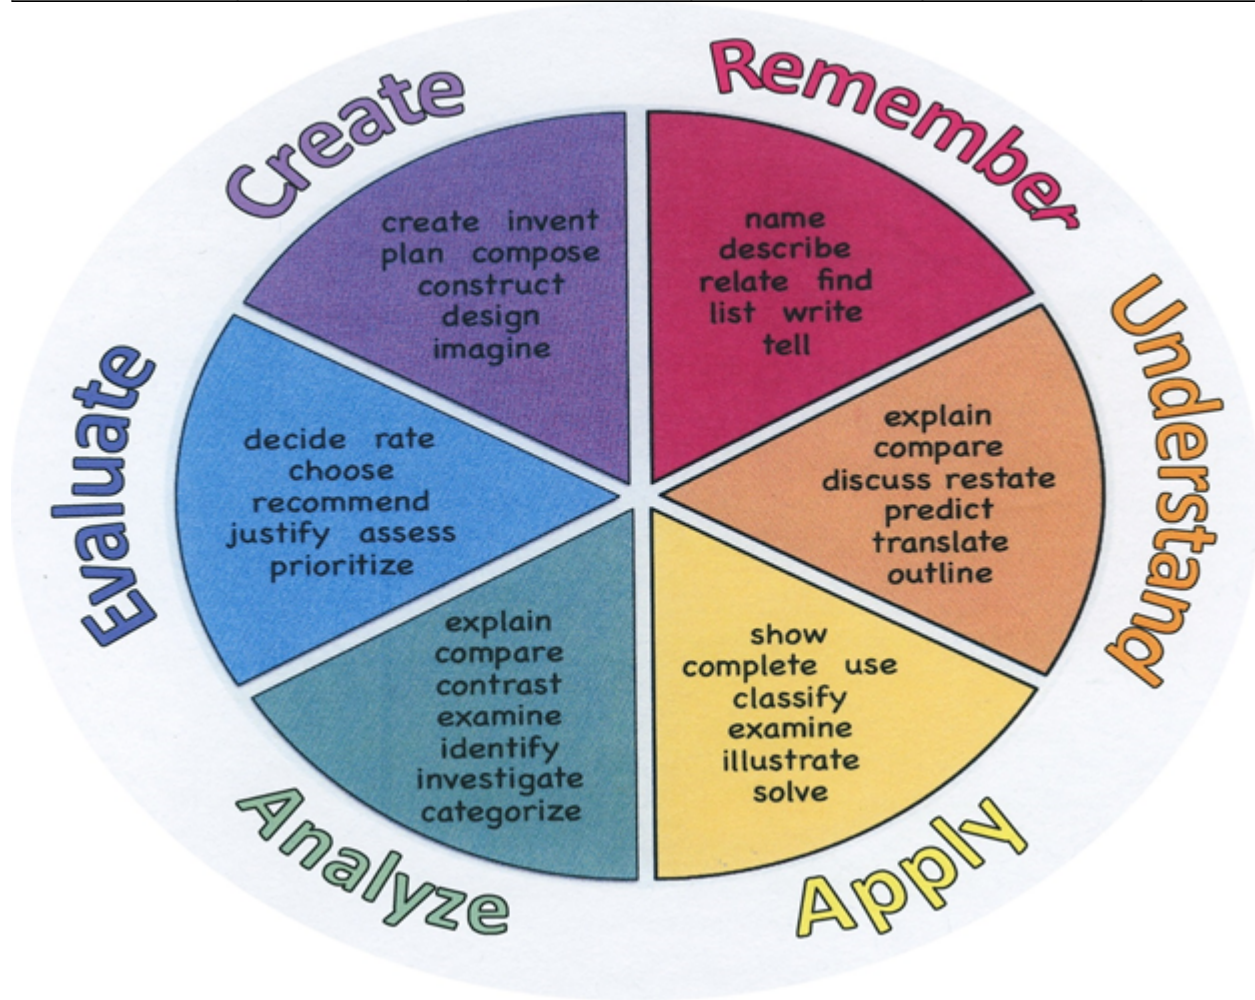 Remember
name
describe
relate find
list write
tell
Understand
explain
compare
discuss restate
predict
translate
outline
Apply
show
complete use
classify
examine
illustrate
solve
Analyze
explain
compare
contrast
examine
identify
investigate
categorize
Evaluate
decide rate
choose
recommend
justify assess
prioritize
Create
create invent
plan compose
construct
design
imagine